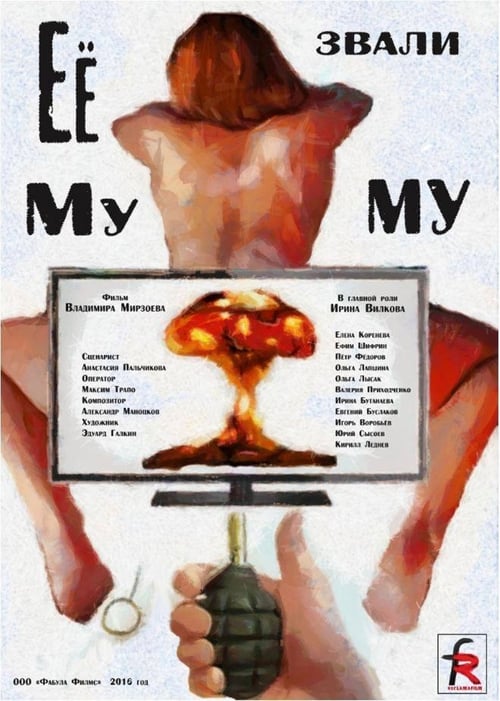 Её
ЗВАЛИ
Му
МУ
Фильм
Владимира Мирзоева
Сценарист
Анастасия Пальчикова
Оператор
Максим Трапо
Композитор
Александр Маноцков
Художник
Эдуард Галкин
В главной роли
Ирина Вилкова
Елена Коренева
Ефим Шифрин
Петр Федоров
Ольга Лапшина
Ольга Лысак
Валерия Приходченко
Ирина Бутанаева
Евгений Буслаков
Игорь Воробьёв
Юрий Сысоев
Кирилл Леднев
ООО «Фабула Филмс» 2016 год
fR